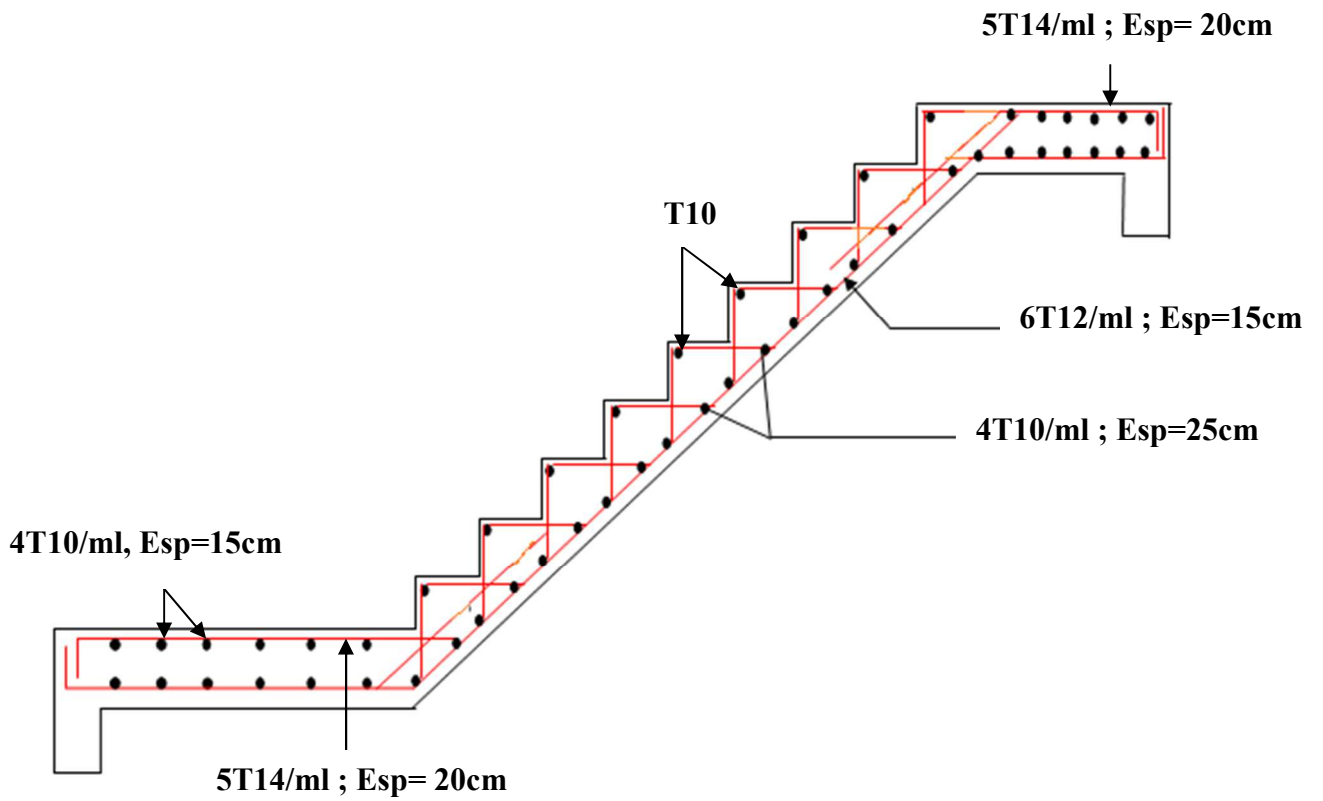 5T14/ml ; Esp= 20cm
T10
6T12/ml ; Esp=15cm
4T10/ml ; Esp=25cm
4T10/ml, Esp=15cm
5T14/ml ; Esp= 20cm